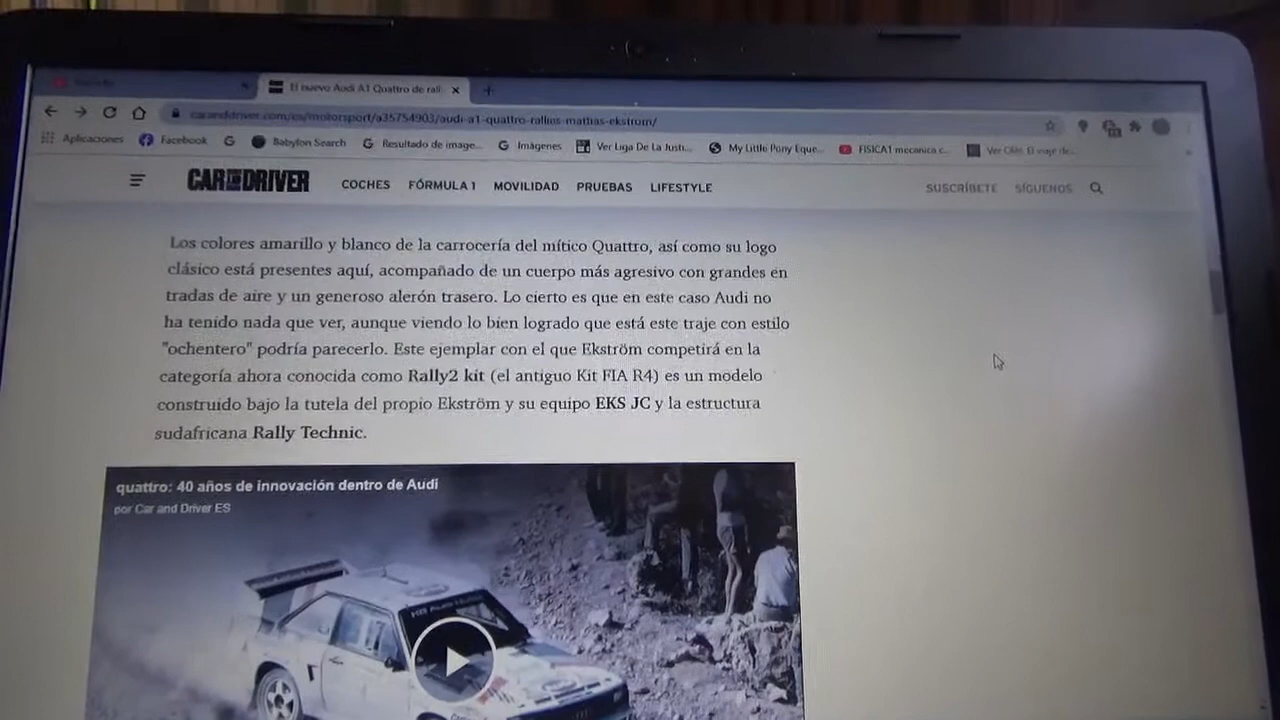 El nuevo Audi A1 Quattro de rall
caranddriver.com/es/motorsport/a35754903/audi-a1-quattro-rallies-mattias-ekstrom/
Aplicaciones Facebook G Babylon Search Resultado de image... Imágenes Ver Liga De La Justi... My Little Pony Eque... FISICA1 mecanica c... Ver Olée. El viaje de...
CAR AND DRIVER COCHES FÓRMULA 1 MOVILIDAD PRUEBAS LIFESTYLE SUSCRÍBETE SÍGUENOS
Los colores amarillo y blanco de la carrocería del mítico Quattro, así como su logo
clásico está presentes aquí, acompañado de un cuerpo más agresivo con grandes en
tradas de aire y un generoso alerón trasero. Lo cierto es que en este caso Audi no
ha tenido nada que ver, aunque viendo lo bien logrado que está este traje con estilo
"ochentero" podría parecerlo. Este ejemplar con el que Ekström competirá en la
categoría ahora conocida como Rally2 kit (el antiguo Kit FIA R4) es un modelo
construido bajo la tutela del propio Ekström y su equipo EKS JC y la estructura
sudafricana Rally Technic.
quattro: 40 años de innovación dentro de Audi
por Car and Driver ES